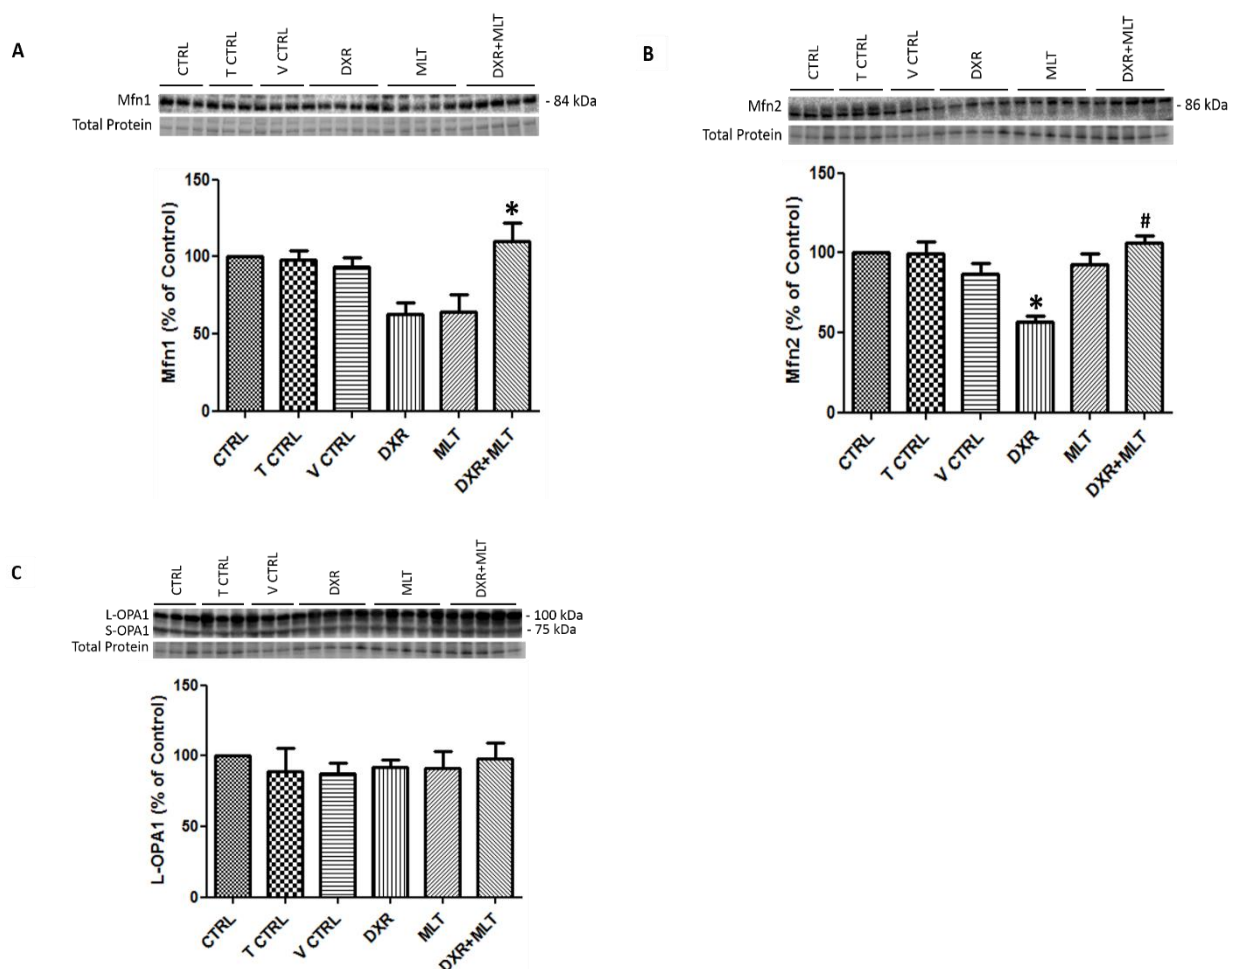 A
CTRL
T CTRL
V CTRL
DXR
MLT
DXR+MLT
Mfn1
- 84 kDa
Total Protein
150
100
50
0
Mfn1 (% of Control)
*
CTRL
T CTRL
V CTRL
DXR
MLT
DXR+MLT
B
CTRL
T CTRL
V CTRL
DXR
MLT
DXR+MLT
Mfn2
- 86 kDa
Total Protein
150
100
50
0
Mfn2 (% of Control)
*
#
CTRL
T CTRL
V CTRL
DXR
MLT
DXR+MLT
C
CTRL
T CTRL
V CTRL
DXR
MLT
DXR+MLT
L-OPA1
- 100 kDa
S-OPA1
- 75 kDa
Total Protein
150
100
50
0
L-OPA1 (% of Control)
CTRL
T CTRL
V CTRL
DXR
MLT
DXR+MLT